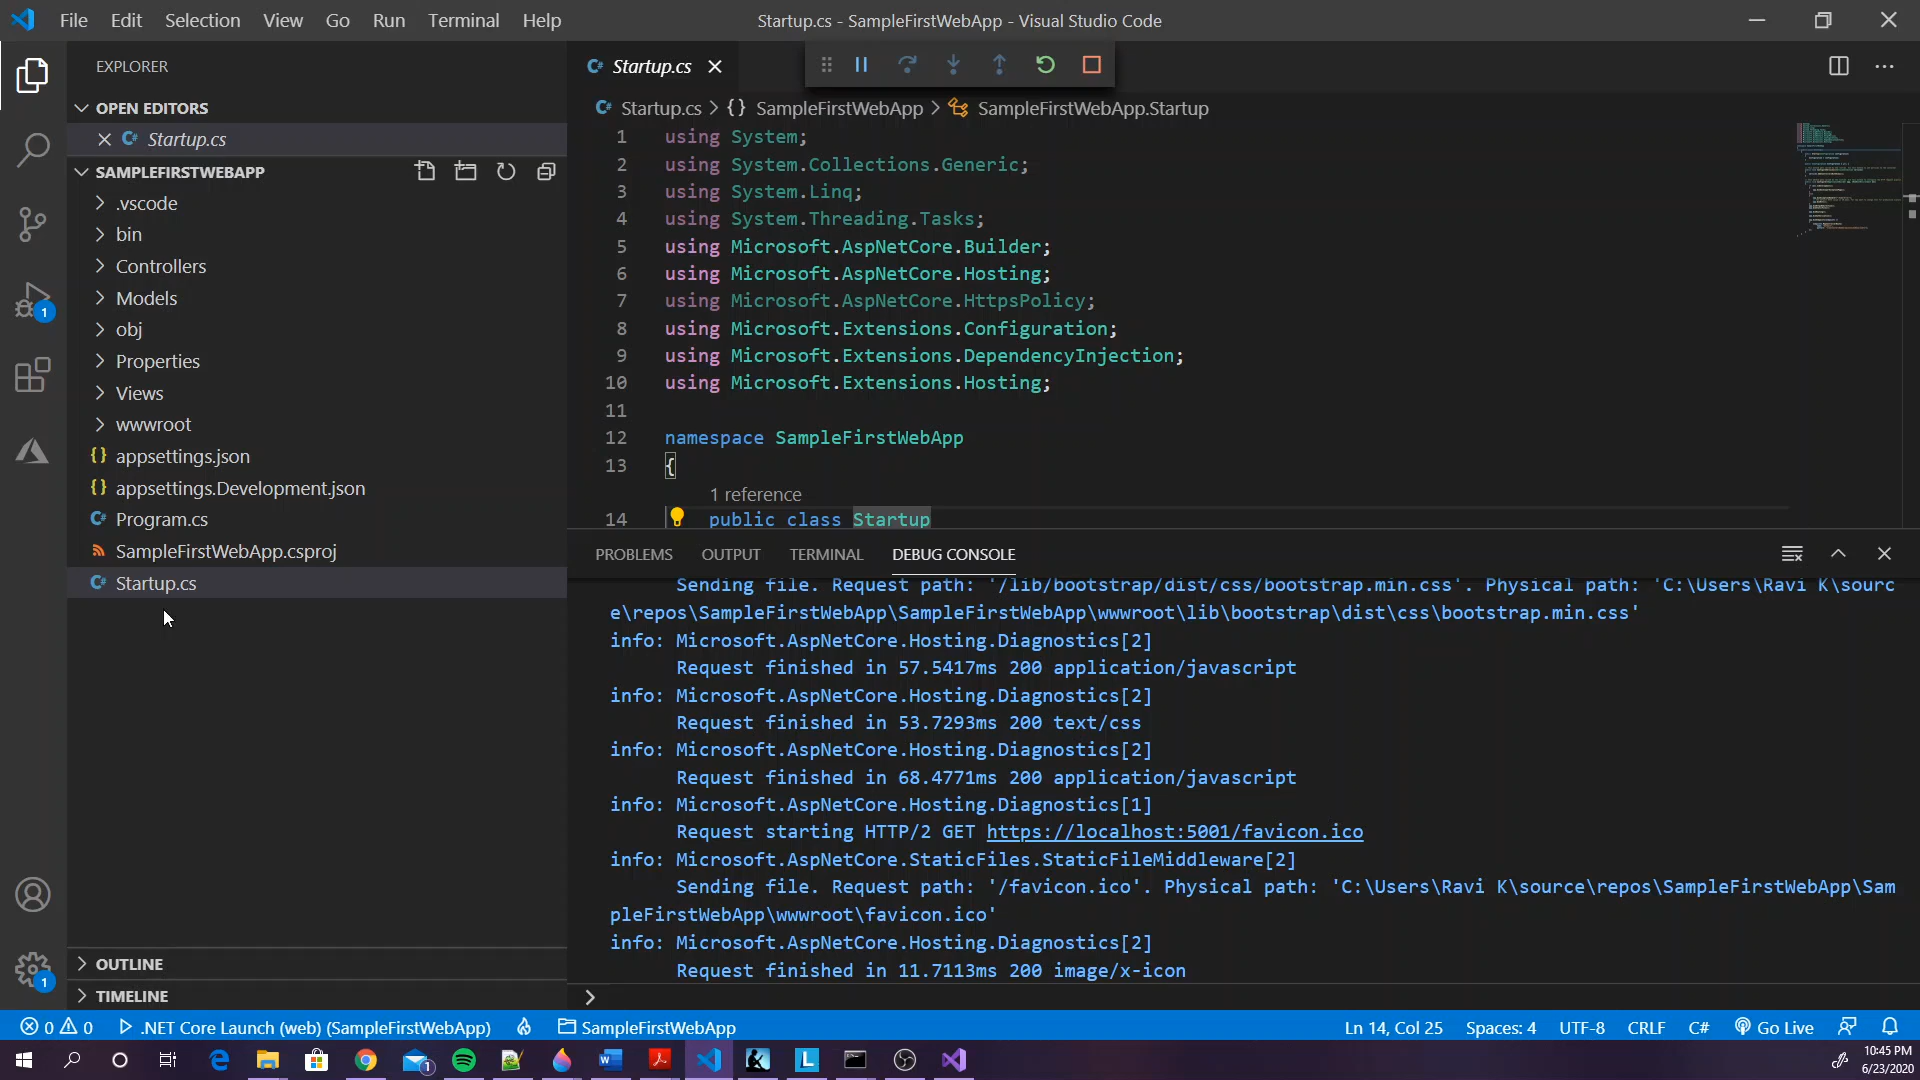 File Edit Selection View Go Run Terminal Help
Startup.cs - SampleFirstWebApp - Visual Studio Code
EXPLORER
OPEN EDITORS
Startup.cs
SAMPLEFIRSTWEBAPP
.vscode
bin
Controllers
Models
obj
Properties
Views
wwwroot
appsettings.json
appsettings.Development.json
Program.cs
SampleFirstWebApp.csproj
Startup.cs
OUTLINE
TIMELINE
Startup.cs
Startup.cs > {} SampleFirstWebApp > SampleFirstWebApp.Startup
1 using System;
2 using System.Collections.Generic;
3 using System.Linq;
4 using System.Threading.Tasks;
5 using Microsoft.AspNetCore.Builder;
6 using Microsoft.AspNetCore.Hosting;
7 using Microsoft.AspNetCore.HttpsPolicy;
8 using Microsoft.Extensions.Configuration;
9 using Microsoft.Extensions.DependencyInjection;
10 using Microsoft.Extensions.Hosting;
11
12 namespace SampleFirstWebApp
13 {
1 reference
14 public class Startup
PROBLEMS OUTPUT TERMINAL DEBUG CONSOLE
Sending file. Request path: '/lib/bootstrap/dist/css/bootstrap.min.css'. Physical path: 'C:\Users\Ravi K\sourc
e\repos\SampleFirstWebApp\SampleFirstWebApp\wwwroot\lib\bootstrap\dist\css\bootstrap.min.css'
info: Microsoft.AspNetCore.Hosting.Diagnostics[2]
Request finished in 57.5417ms 200 application/javascript
info: Microsoft.AspNetCore.Hosting.Diagnostics[2]
Request finished in 53.7293ms 200 text/css
info: Microsoft.AspNetCore.Hosting.Diagnostics[2]
Request finished in 68.4771ms 200 application/javascript
info: Microsoft.AspNetCore.Hosting.Diagnostics[1]
Request starting HTTP/2 GET https://localhost:5001/favicon.ico
info: Microsoft.AspNetCore.StaticFiles.StaticFileMiddleware[2]
Sending file. Request path: '/favicon.ico'. Physical path: 'C:\Users\Ravi K\source\repos\SampleFirstWebApp\Sam
pleFirstWebApp\wwwroot\favicon.ico'
info: Microsoft.AspNetCore.Hosting.Diagnostics[2]
Request finished in 11.7113ms 200 image/x-icon
0 0 .NET Core Launch (web) (SampleFirstWebApp) SampleFirstWebApp Ln 14, Col 25 Spaces: 4 UTF-8 CRLF C# Go Live
10:45 PM
6/23/2020